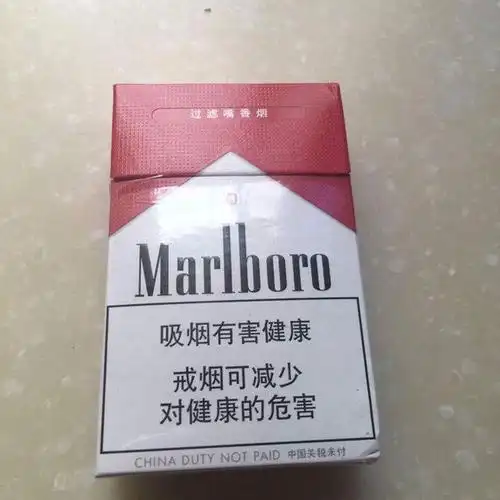 过滤嘴香烟
Marlboro
吸烟有害健康
戒烟可减少
对健康的危害
CHINA DUTY NOT PAID 中国关税未付